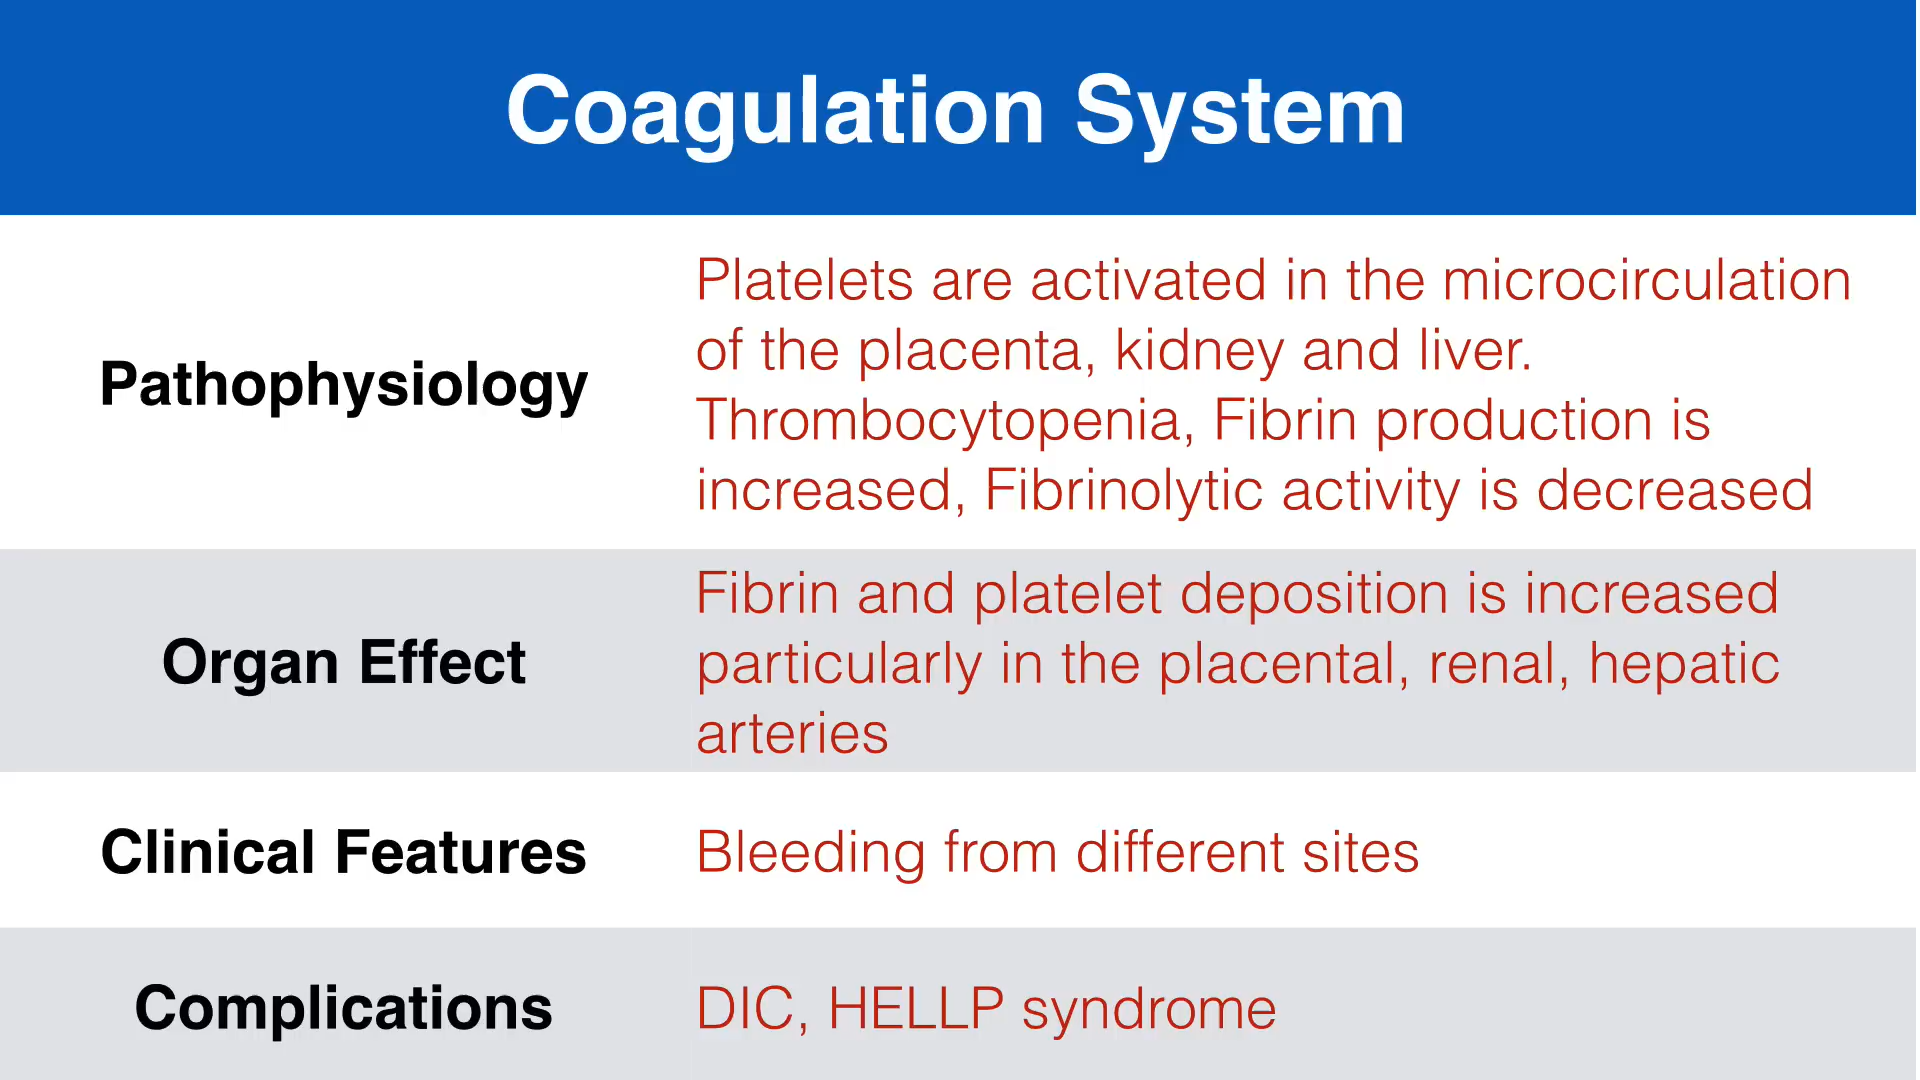 Coagulation System
Pathophysiology
Platelets are activated in the microcirculation
of the placenta, kidney and liver.
Thrombocytopenia, Fibrin production is
increased, Fibrinolytic activity is decreased
Organ Effect
Fibrin and platelet deposition is increased
particularly in the placental, renal, hepatic
arteries
Clinical Features
Bleeding from different sites
Complications
DIC, HELLP syndrome